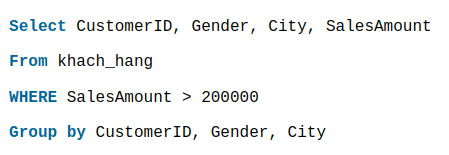 Select CustomerID, Gender, City, SalesAmount
From khach_hang
WHERE SalesAmount > 200000
Group by CustomerID, Gender, City